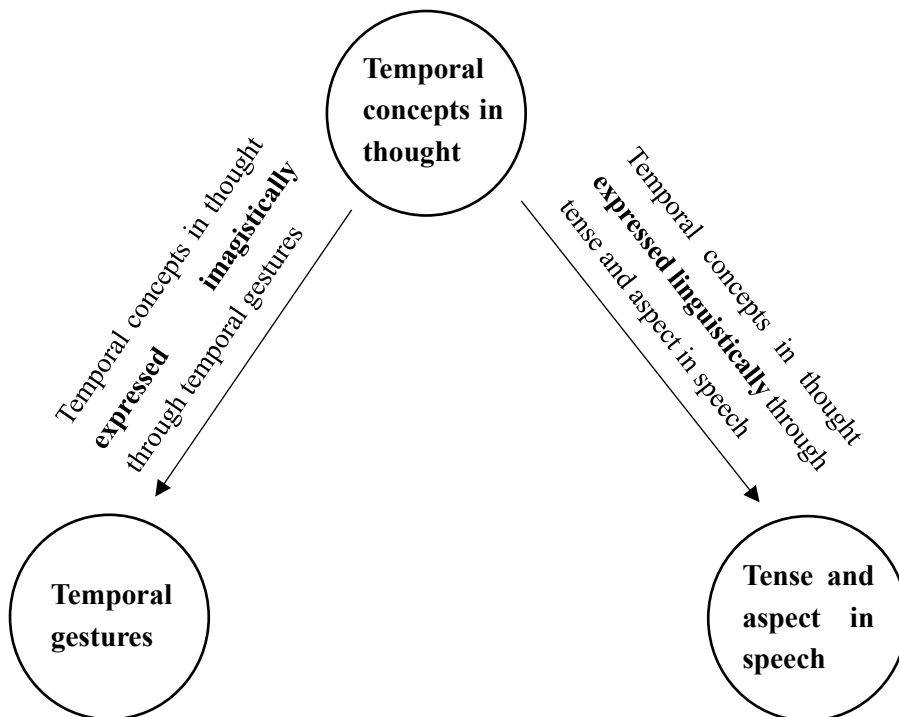 Temporal
concepts in
thought
Temporal concepts in thought
expressed imagistically
through temporal gestures
Temporal concepts in thought
expressed linguistically through
tense and aspect in speech
Temporal
gestures
Tense and
aspect in
speech